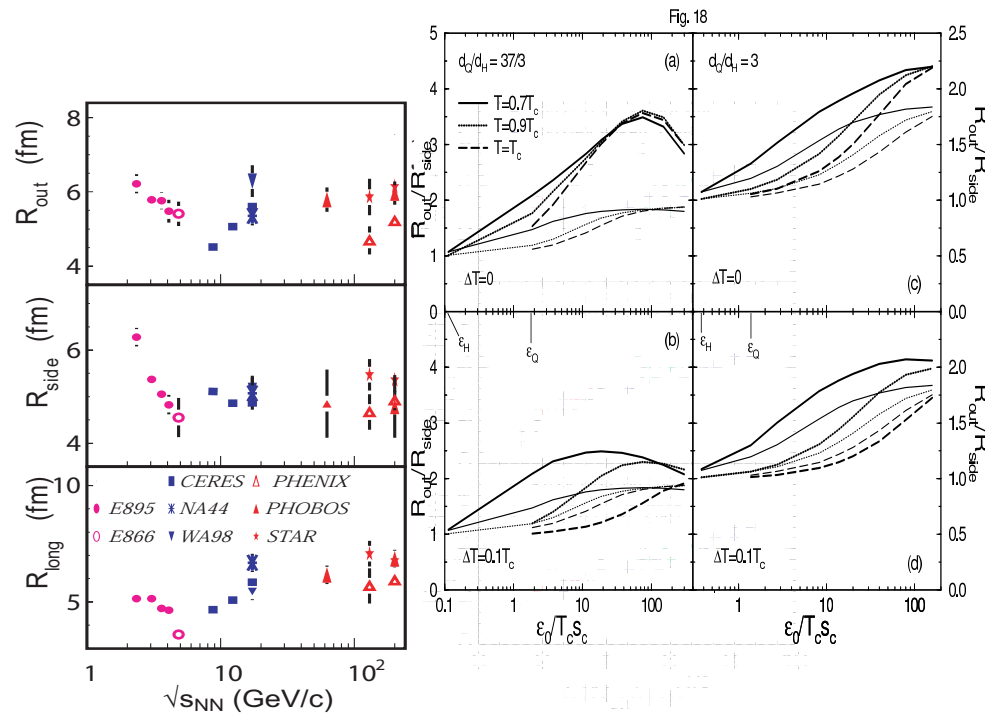 Fig. 18
8
6
4
R_out (fm)
6
4
R_side (fm)
CERES PHENIX
E895 NA44 PHOBOS
E866 WA98 STAR
10
5
R_long (fm)
1 10 10^2
√s_NN (GeV/c)
5
4
3
2
1
0
R_out/R_side
d_Q/d_H = 37/3
(a)
T=0.7T_c
T=0.9T_c
T=T_c
ΔT=0
d_Q/d_H = 3
(c)
ΔT=0
2.5
2.0
1.5
1.0
0.5
0.0
R_out/R_side
ε_H
ε_Q
(b)
4
3
2
1
0
R_out/R_side
ΔT=0.1T_c
0.1 1 10 100
ε_0/T_cs_c
ε_H
ε_Q
(d)
ΔT=0.1T_c
2.0
1.5
1.0
0.5
0.0
R_out/R_side
1 10 100
ε_0/T_cs_c